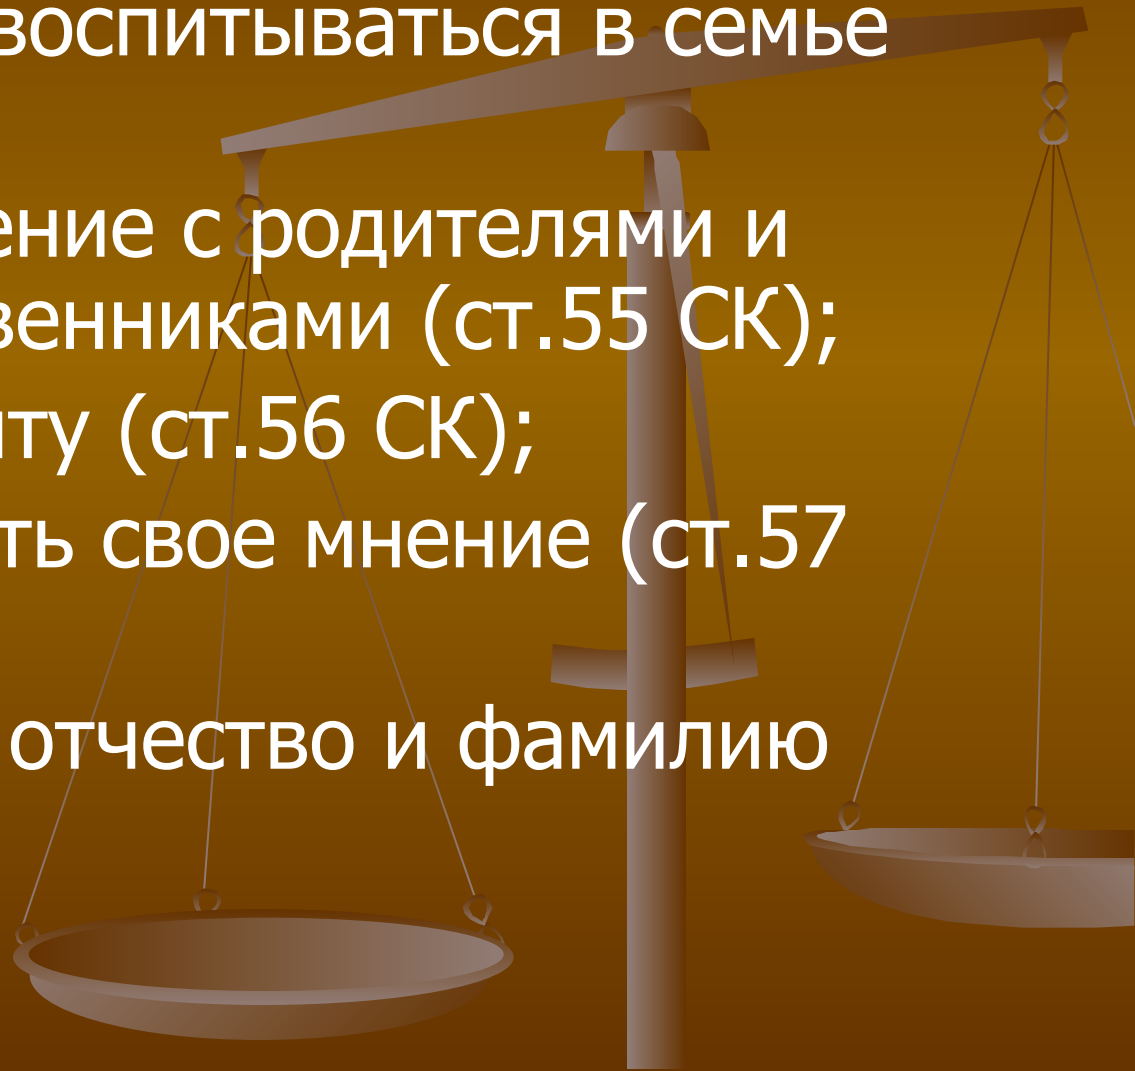 воспитываться в семье
ение с родителями и
венниками (ст.55 СК);
ту (ст.56 СК);
ть свое мнение (ст.57
отчество и фамилию